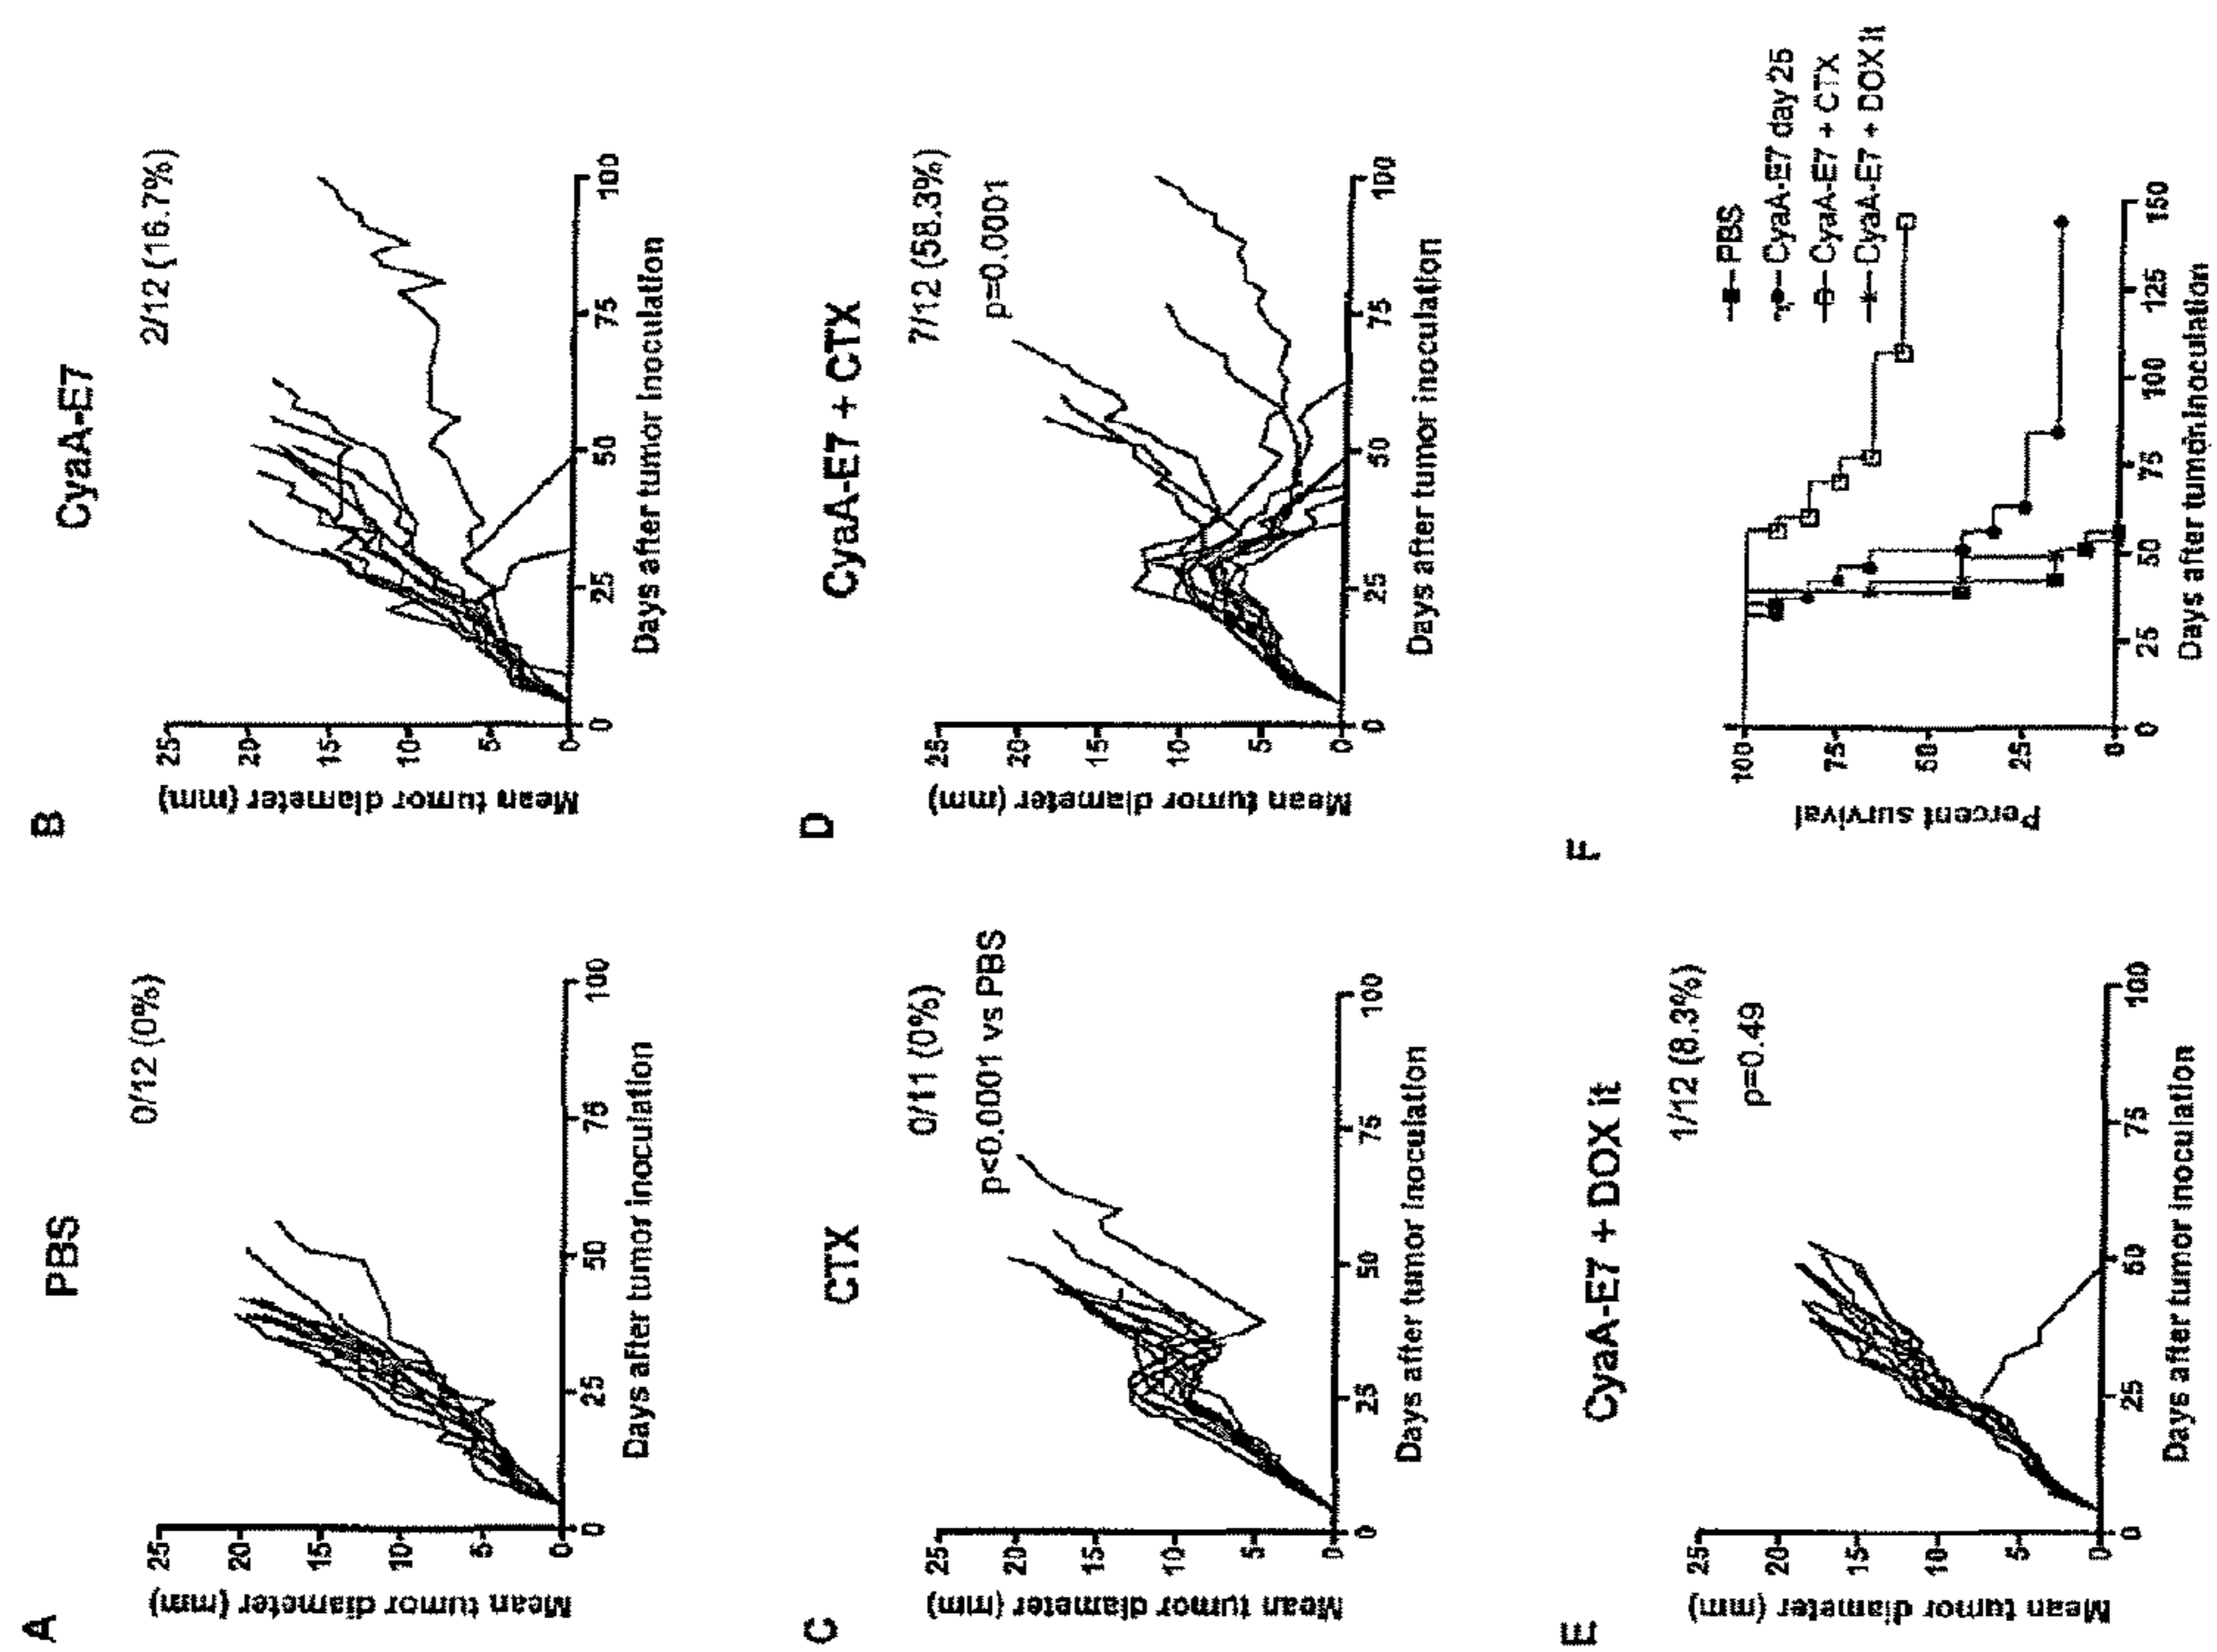 A
PBS
0/12 (0%)
Mean tumor diameter (mm)
25
20
15
10
5
0
0
25
50
75
100
Days after tumor inoculation
B
CyaA-E7
2/12 (16.7%)
Mean tumor diameter (mm)
25
20
15
10
5
0
0
25
50
75
100
Days after tumor inoculation
C
CTX
0/11 (0%)
p<0.0001 vs PBS
Mean tumor diameter (mm)
25
20
15
10
5
0
0
25
50
75
100
Days after tumor inoculation
D
CyaA-E7 + CTX
7/12 (58.3%)
p=0.0001
Mean tumor diameter (mm)
25
20
15
10
5
0
0
25
50
75
100
Days after tumor inoculation
E
CyaA-E7 + DOX it
1/12 (8.3%)
p=0.49
Mean tumor diameter (mm)
25
20
15
10
5
0
0
25
50
75
100
Days after tumor inoculation
F
PBS
CyaA-E7 day 25
CyaA-E7 + CTX
CyaA-E7 + DOX it
Percent survival
100
75
50
25
0
0
25
50
75
100
125
150
Days after tumor inoculation